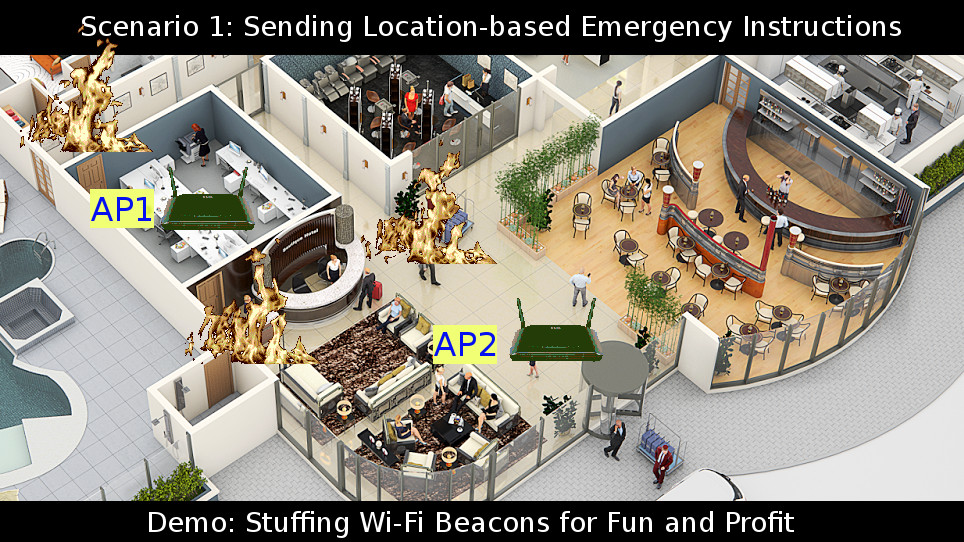 Scenario 1: Sending Location-based Emergency Instructions
AP1
AP2
Demo: Stuffing Wi-Fi Beacons for Fun and Profit